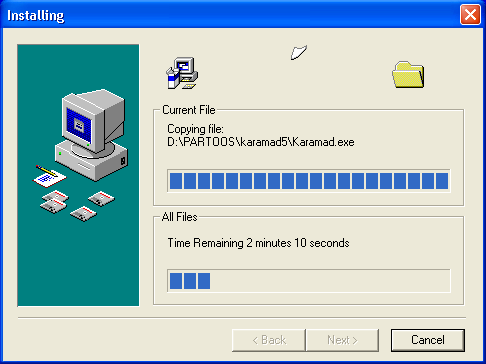 Installing
Current File
Copying file:
D:\PARTOOS\karamad5\Karamad.exe
All Files
Time Remaining 2 minutes 10 seconds
< Back
Next >
Cancel